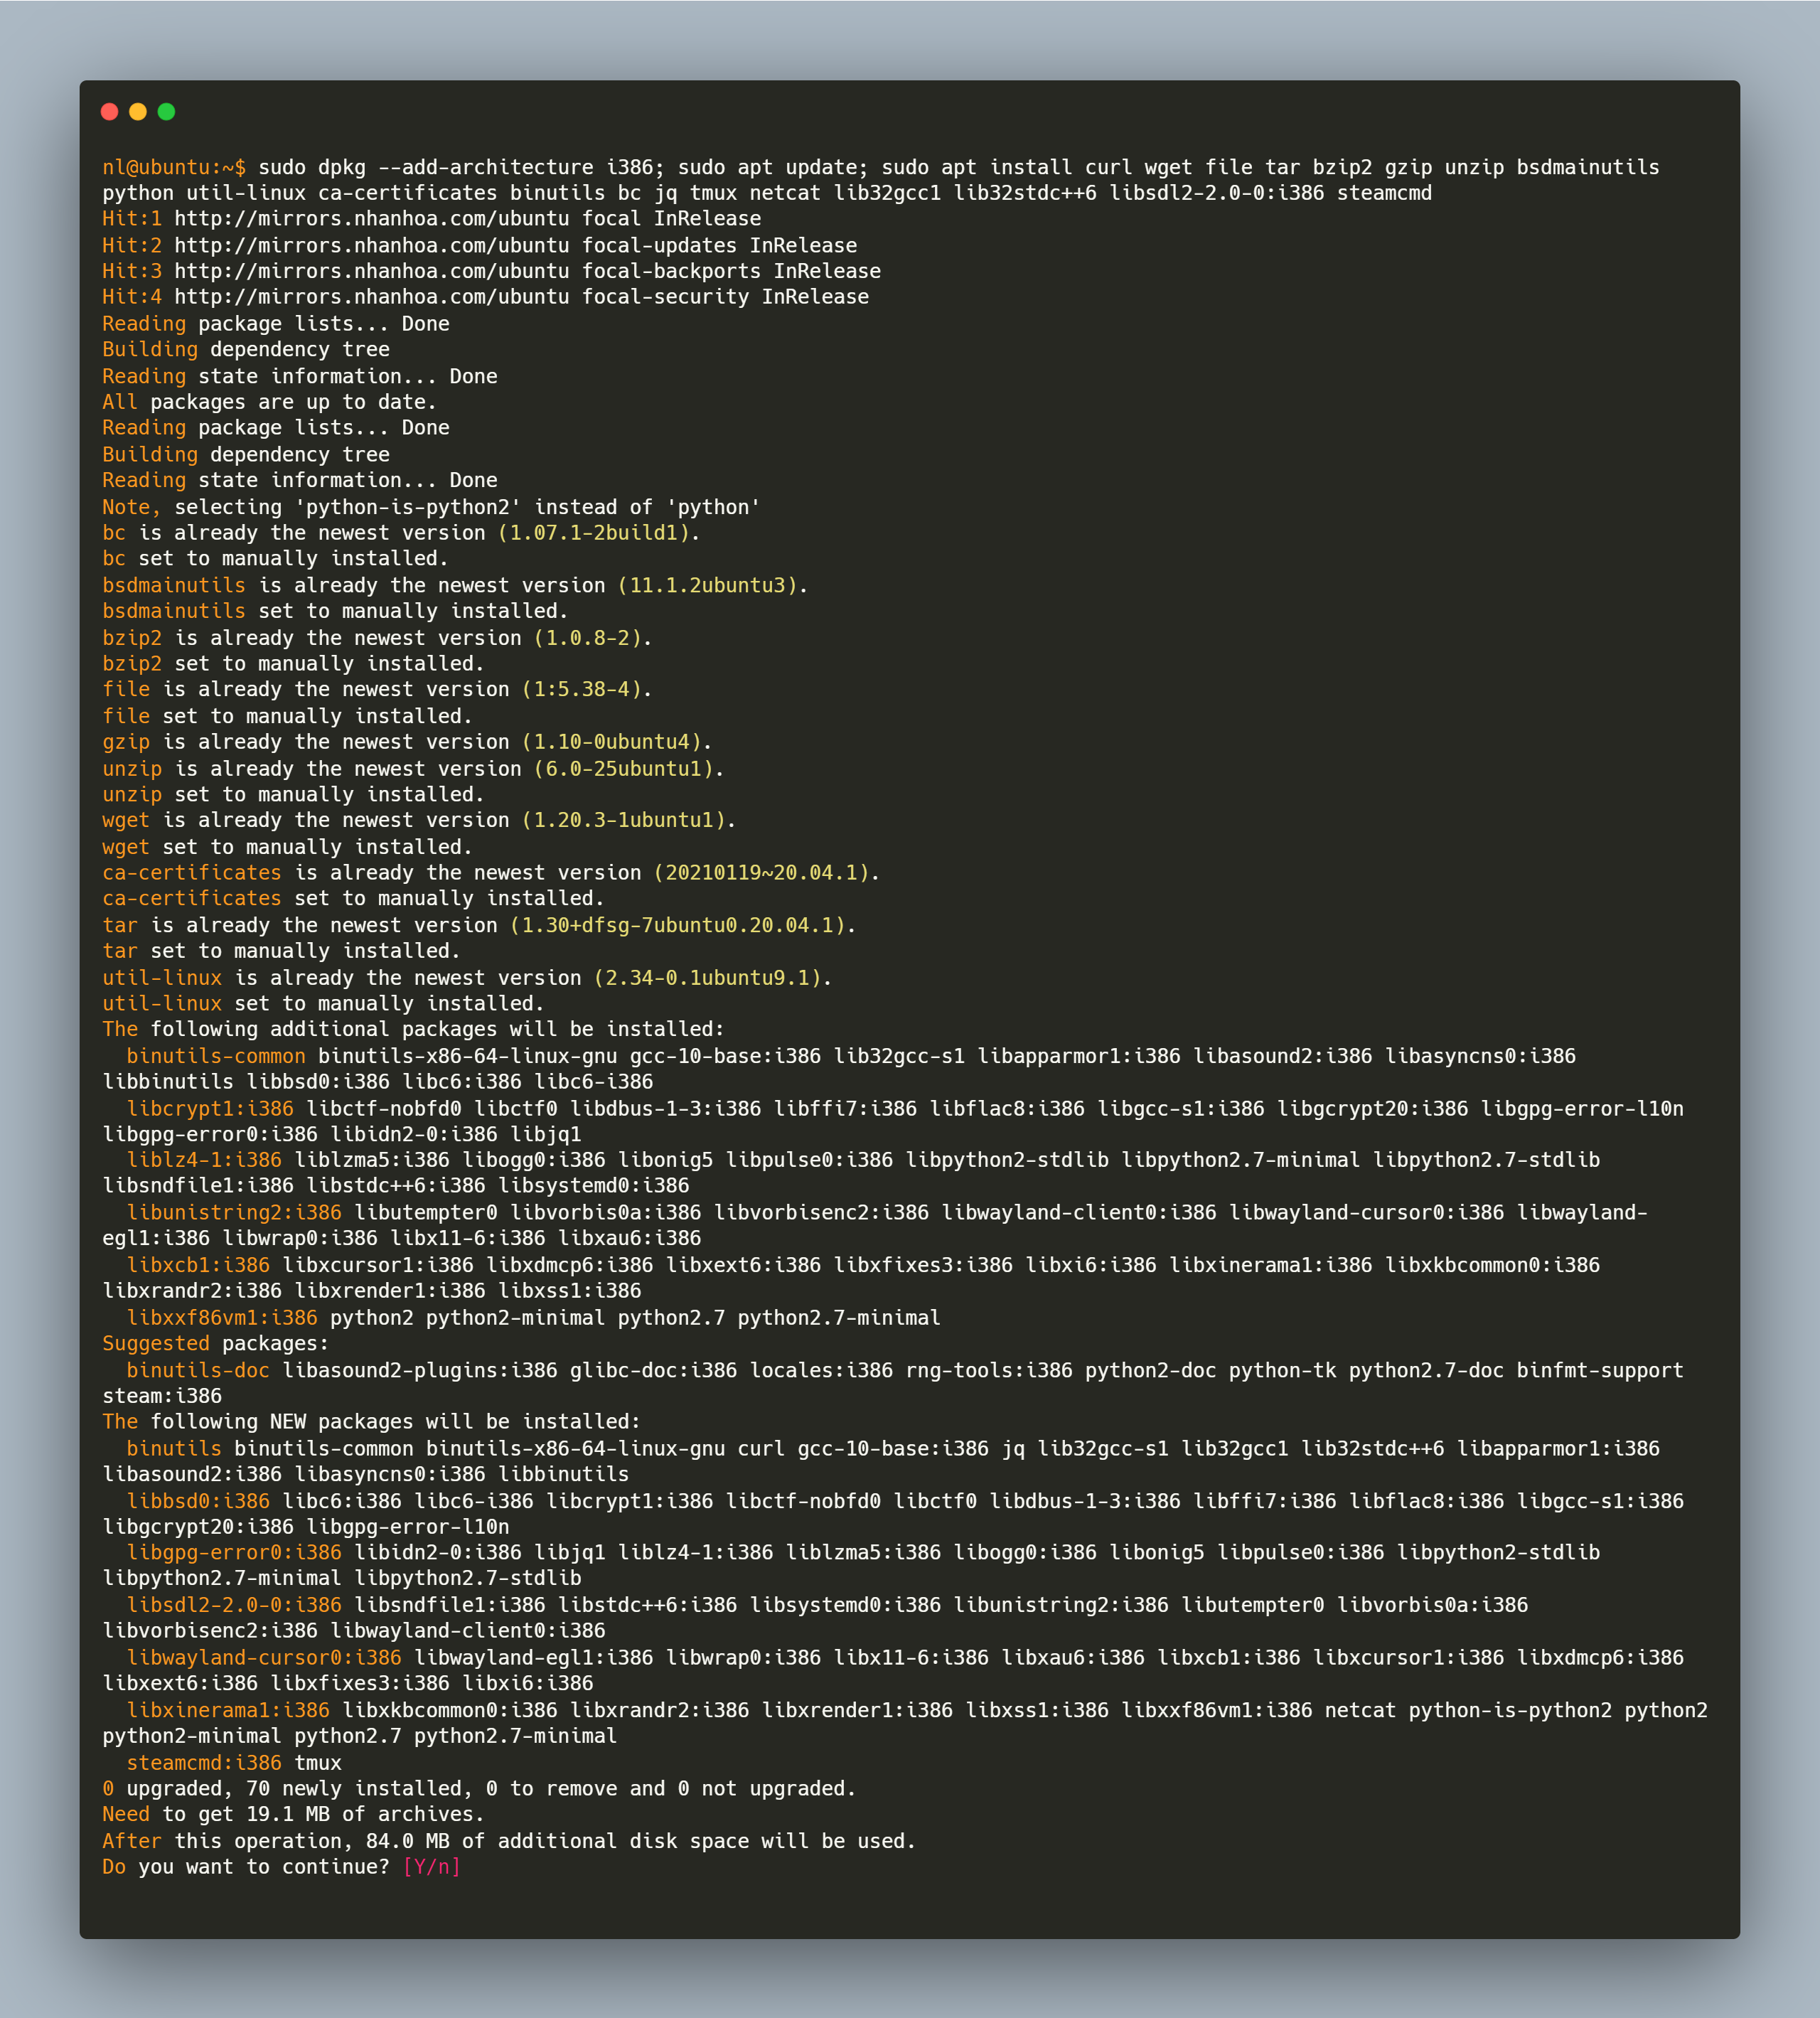 nl@ubuntu:~$ sudo dpkg --add-architecture i386; sudo apt update; sudo apt install curl wget file tar bzip2 gzip unzip bsdmainutils
python util-linux ca-certificates binutils bc jq tmux netcat lib32gcc1 lib32stdc++6 libsdl2-2.0-0:i386 steamcmd
Hit:1 http://mirrors.nhanhoa.com/ubuntu focal InRelease
Hit:2 http://mirrors.nhanhoa.com/ubuntu focal-updates InRelease
Hit:3 http://mirrors.nhanhoa.com/ubuntu focal-backports InRelease
Hit:4 http://mirrors.nhanhoa.com/ubuntu focal-security InRelease
Reading package lists... Done
Building dependency tree
Reading state information... Done
All packages are up to date.
Reading package lists... Done
Building dependency tree
Reading state information... Done
Note, selecting 'python-is-python2' instead of 'python'
bc is already the newest version (1.07.1-2build1).
bc set to manually installed.
bsdmainutils is already the newest version (11.1.2ubuntu3).
bsdmainutils set to manually installed.
bzip2 is already the newest version (1.0.8-2).
bzip2 set to manually installed.
file is already the newest version (1:5.38-4).
file set to manually installed.
gzip is already the newest version (1.10-0ubuntu4).
unzip is already the newest version (6.0-25ubuntu1).
unzip set to manually installed.
wget is already the newest version (1.20.3-1ubuntu1).
wget set to manually installed.
ca-certificates is already the newest version (20210119~20.04.1).
ca-certificates set to manually installed.
tar is already the newest version (1.30+dfsg-7ubuntu0.20.04.1).
tar set to manually installed.
util-linux is already the newest version (2.34-0.1ubuntu9.1).
util-linux set to manually installed.
The following additional packages will be installed:
  binutils-common binutils-x86-64-linux-gnu gcc-10-base:i386 lib32gcc-s1 libapparmor1:i386 libasound2:i386 libasyncns0:i386
libbinutils libbsd0:i386 libc6:i386 libc6-i386
  libcrypt1:i386 libctf-nobfd0 libctf0 libdbus-1-3:i386 libffi7:i386 libflac8:i386 libgcc-s1:i386 libgcrypt20:i386 libgpg-error-l10n
libgpg-error0:i386 libidn2-0:i386 libjq1
  liblz4-1:i386 liblzma5:i386 libogg0:i386 libonig5 libpulse0:i386 libpython2-stdlib libpython2.7-minimal libpython2.7-stdlib
libsndfile1:i386 libstdc++6:i386 libsystemd0:i386
  libunistring2:i386 libutempter0 libvorbis0a:i386 libvorbisenc2:i386 libwayland-client0:i386 libwayland-cursor0:i386 libwayland-
egl1:i386 libwrap0:i386 libx11-6:i386 libxau6:i386
  libxcb1:i386 libxcursor1:i386 libxdmcp6:i386 libxext6:i386 libxfixes3:i386 libxi6:i386 libxinerama1:i386 libxkbcommon0:i386
libxrandr2:i386 libxrender1:i386 libxss1:i386
  libxxf86vm1:i386 python2 python2-minimal python2.7 python2.7-minimal
Suggested packages:
  binutils-doc libasound2-plugins:i386 glibc-doc:i386 locales:i386 rng-tools:i386 python2-doc python-tk python2.7-doc binfmt-support
steam:i386
The following NEW packages will be installed:
  binutils binutils-common binutils-x86-64-linux-gnu curl gcc-10-base:i386 jq lib32gcc-s1 lib32gcc1 lib32stdc++6 libapparmor1:i386
libasound2:i386 libasyncns0:i386 libbinutils
  libbsd0:i386 libc6:i386 libc6-i386 libcrypt1:i386 libctf-nobfd0 libctf0 libdbus-1-3:i386 libffi7:i386 libflac8:i386 libgcc-s1:i386
libgcrypt20:i386 libgpg-error-l10n
  libgpg-error0:i386 libidn2-0:i386 libjq1 liblz4-1:i386 liblzma5:i386 libogg0:i386 libonig5 libpulse0:i386 libpython2-stdlib
libpython2.7-minimal libpython2.7-stdlib
  libsdl2-2.0-0:i386 libsndfile1:i386 libstdc++6:i386 libsystemd0:i386 libunistring2:i386 libutempter0 libvorbis0a:i386
libvorbisenc2:i386 libwayland-client0:i386
  libwayland-cursor0:i386 libwayland-egl1:i386 libwrap0:i386 libx11-6:i386 libxau6:i386 libxcb1:i386 libxcursor1:i386 libxdmcp6:i386
libxext6:i386 libxfixes3:i386 libxi6:i386
  libxinerama1:i386 libxkbcommon0:i386 libxrandr2:i386 libxrender1:i386 libxss1:i386 libxxf86vm1:i386 netcat python-is-python2 python2
python2-minimal python2.7 python2.7-minimal
  steamcmd:i386 tmux
0 upgraded, 70 newly installed, 0 to remove and 0 not upgraded.
Need to get 19.1 MB of archives.
After this operation, 84.0 MB of additional disk space will be used.
Do you want to continue? [Y/n]